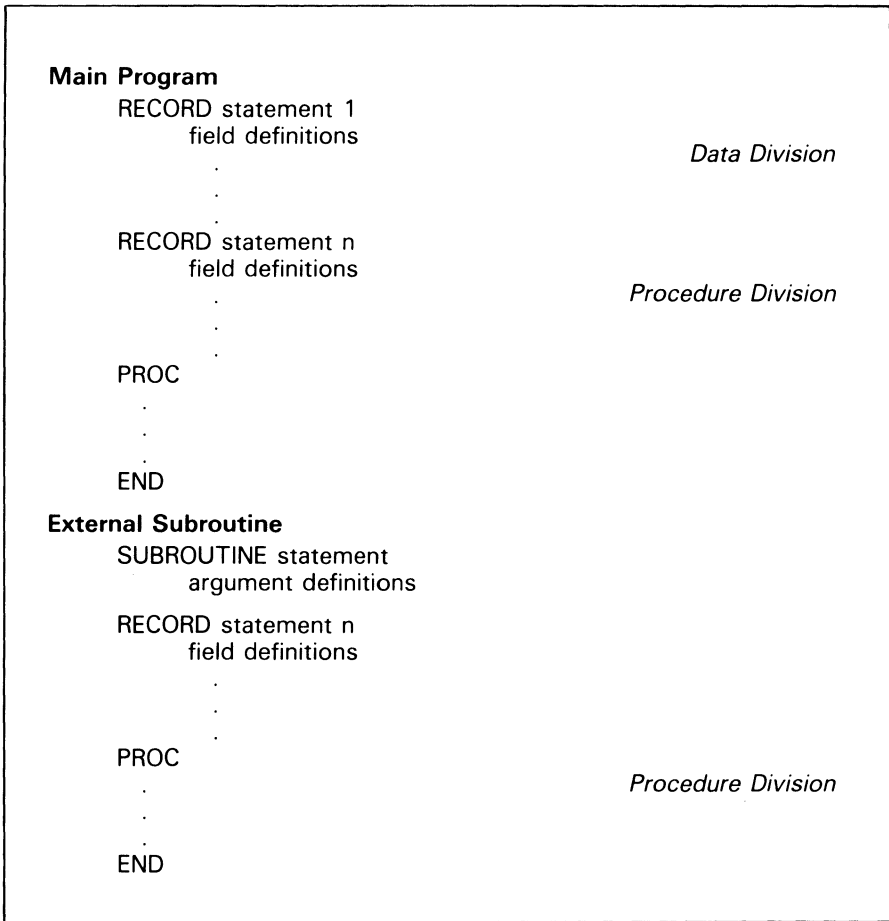 Main Program
RECORD statement 1
field definitions
Data Division
.
.
.
RECORD statement n
field definitions
.
Procedure Division
.
.
PROC
.
.
.
END
External Subroutine
SUBROUTINE statement
argument definitions
RECORD statement n
field definitions
.
.
.
PROC
.
Procedure Division
.
.
END